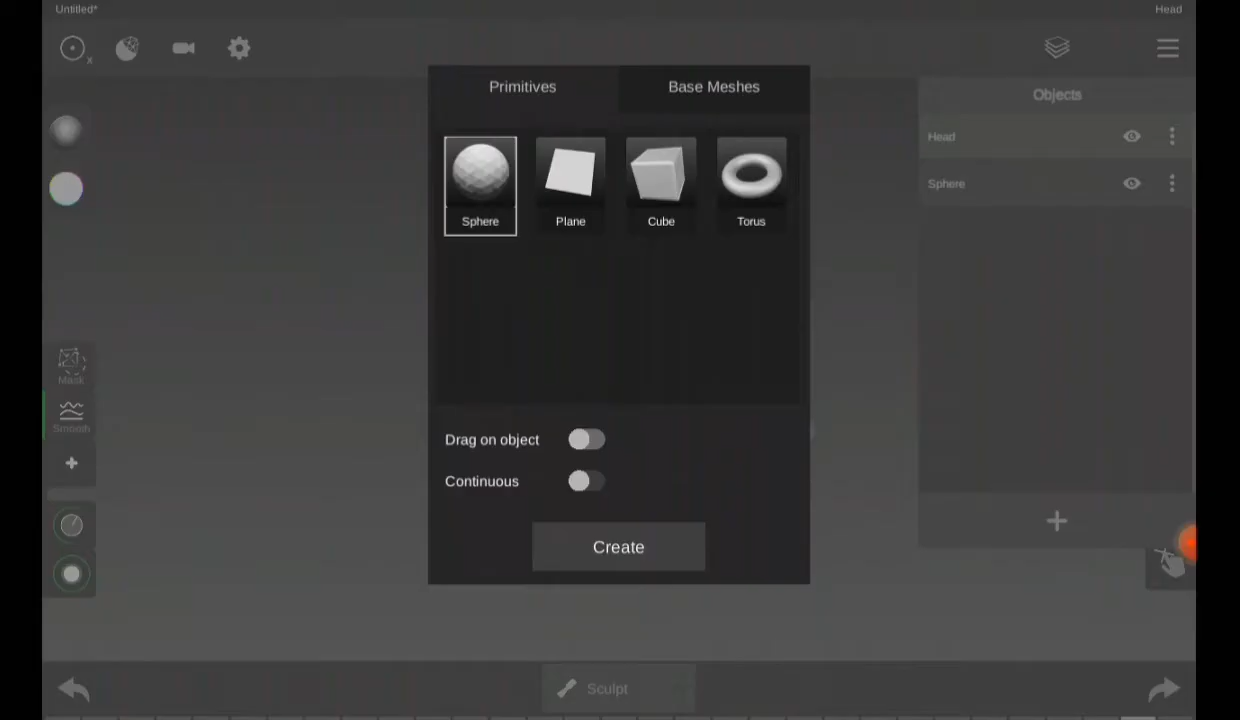 Untitled*
Head
Primitives
Base Meshes
Objects
Head
Sphere
Sphere
Plane
Cube
Torus
Mask
Smooth
Drag on object
Continuous
Create
Sculpt